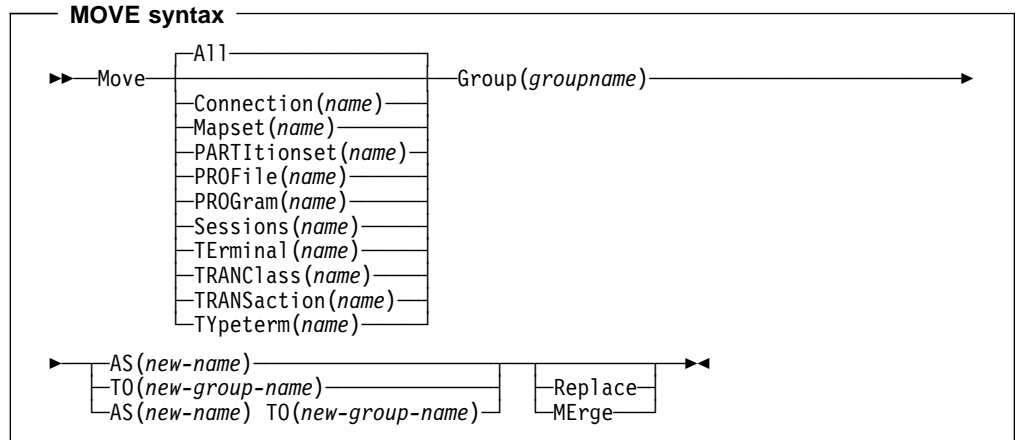 MOVE syntax
All
Move Group(groupname)
Connection(name)
Mapset(name)
PARTItionset(name)
PROFile(name)
PROGram(name)
Sessions(name)
TErminal(name)
TRANClass(name)
TRANSaction(name)
TYpeterm(name)
AS(new-name)
TO(new-group-name) Replace
AS(new-name) TO(new-group-name) MErge